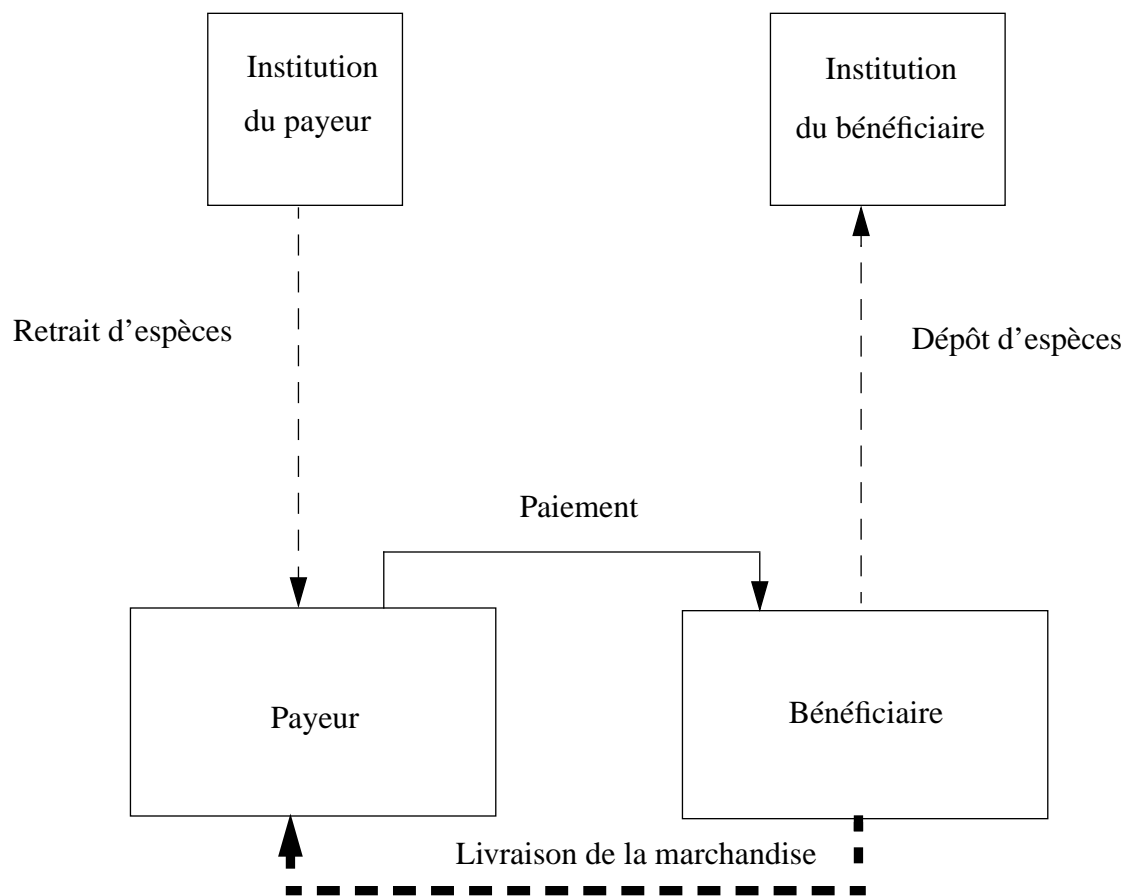 Institution
du payeur
Institution
du bénéficiaire
Retrait d’espèces
Dépôt d’espèces
Paiement
Payeur
Bénéficiaire
Livraison de la marchandise